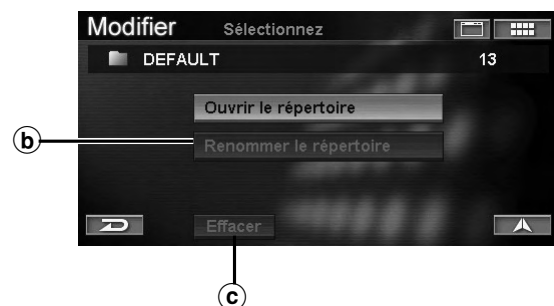 Modifier Sélectionnez
DEFAULT 13
Ouvrir le répertoire
b Renommer le répertoire
Effacer
c